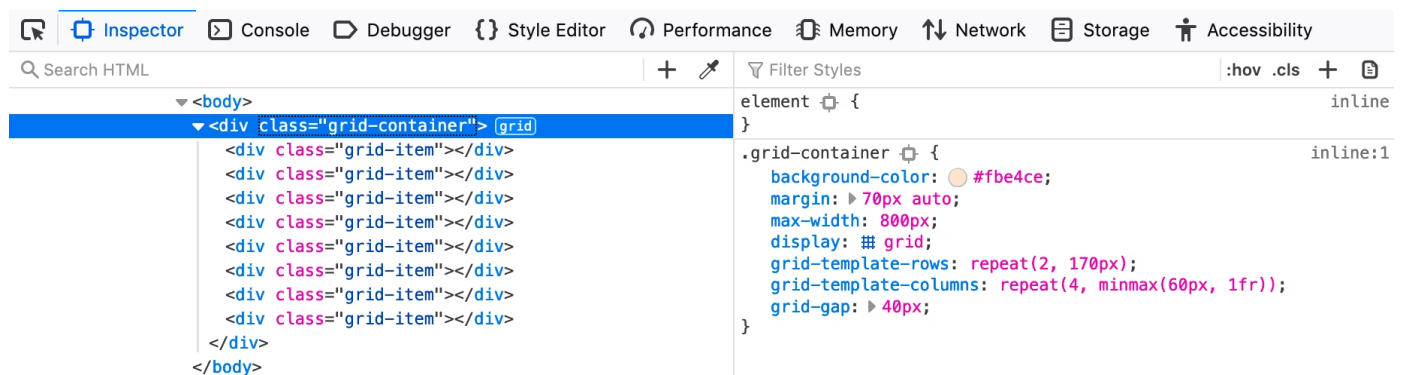 Inspector Console Debugger {} Style Editor Performance Memory Network Storage Accessibility
Search HTML +
Filter Styles :hov .cls +
<body>
<div class="grid-container"> grid
<div class="grid-item"></div>
<div class="grid-item"></div>
<div class="grid-item"></div>
<div class="grid-item"></div>
<div class="grid-item"></div>
<div class="grid-item"></div>
<div class="grid-item"></div>
<div class="grid-item"></div>
</div>
</body>
element { inline
}
.grid-container { inline:1
background-color: #fbe4ce;
margin: 70px auto;
max-width: 800px;
display: grid;
grid-template-rows: repeat(2, 170px);
grid-template-columns: repeat(4, minmax(60px, 1fr));
grid-gap: 40px;
}